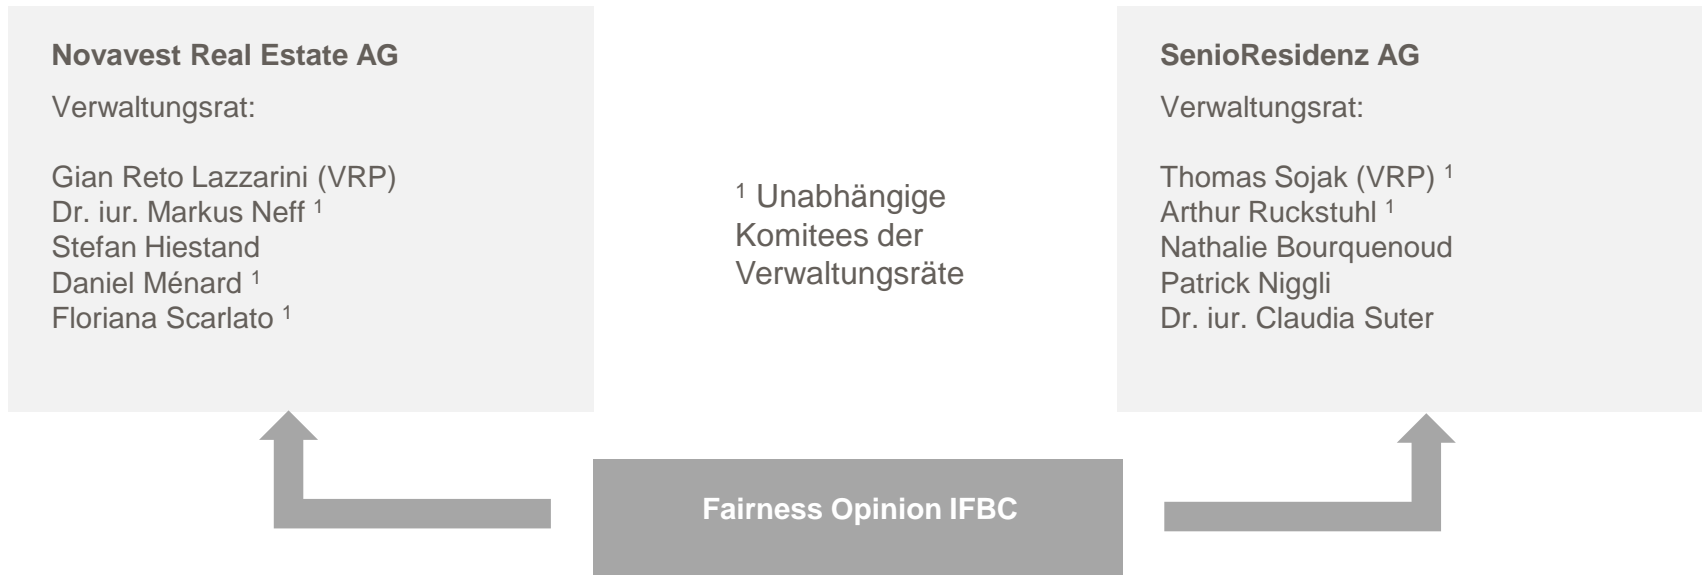 Novavest Real Estate AG
Verwaltungsrat:
Gian Reto Lazzarini (VRP)
Dr. iur. Markus Neff ¹
Stefan Hiestand
Daniel Ménard ¹
Floriana Scarlato ¹
¹ Unabhängige
Komitees der
Verwaltungsräte
SenioResidenz AG
Verwaltungsrat:
Thomas Sojak (VRP) ¹
Arthur Ruckstuhl ¹
Nathalie Bourquenoud
Patrick Niggli
Dr. iur. Claudia Suter
Fairness Opinion IFBC